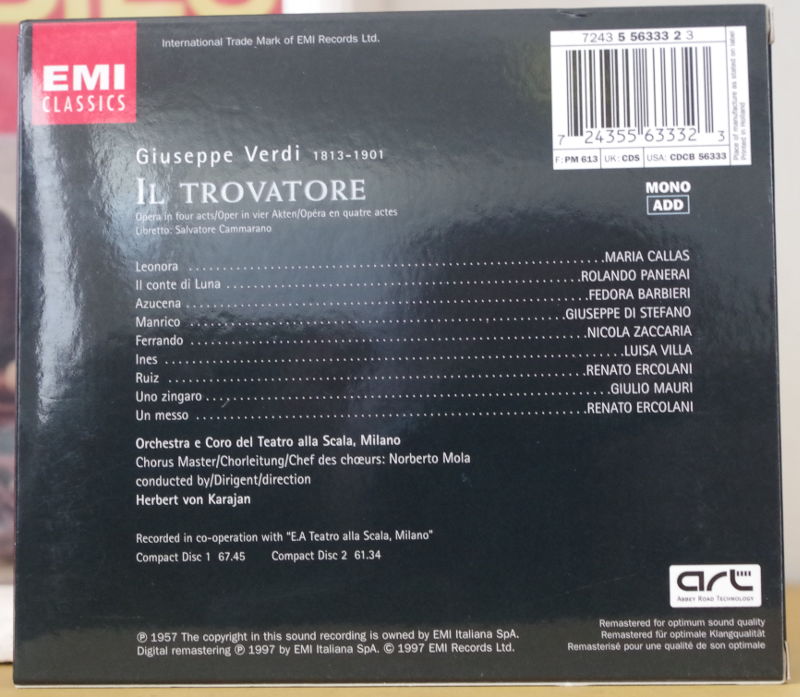 EMI
CLASSICS
International Trade Mark of EMI Records Ltd.
7243 5 56333 2 3
7 24355 63332 3
F: PM 613 UK: CDS USA: CDCB 56333
Place of manufacture as stated on label
Printed in Holland
Giuseppe Verdi 1813-1901
IL TROVATORE
Opera in four acts/Oper in vier Akten/Opéra en quatre actes
Libretto: Salvatore Cammarano
MONO
ADD
Leonora ........ MARIA CALLAS
Il conte di Luna ........ ROLANDO PANERAI
Azucena ........ FEDORA BARBIERI
Manrico ........ GIUSEPPE DI STEFANO
Ferrando ........ NICOLA ZACCARIA
Ines ........ LUISA VILLA
Ruiz ........ RENATO ERCOLANI
Uno zingaro ........ GIULIO MAURI
Un messo ........ RENATO ERCOLANI
Orchestra e Coro del Teatro alla Scala, Milano
Chorus Master/Chorleitung/Chef des chœurs: Norberto Mola
conducted by/Dirigent/direction
Herbert von Karajan
Recorded in co-operation with "E.A Teatro alla Scala, Milano"
Compact Disc 1 67.45 Compact Disc 2 61.34
art
ABBEY ROAD TECHNOLOGY
Remastered for optimum sound quality
Remastered für optimale Klangqualität
Remasterisé pour une qualité de son optimale
℗ 1957 The copyright in this sound recording is owned by EMI Italiana SpA.
Digital remastering ℗ 1997 by EMI Italiana SpA. © 1997 EMI Records Ltd.